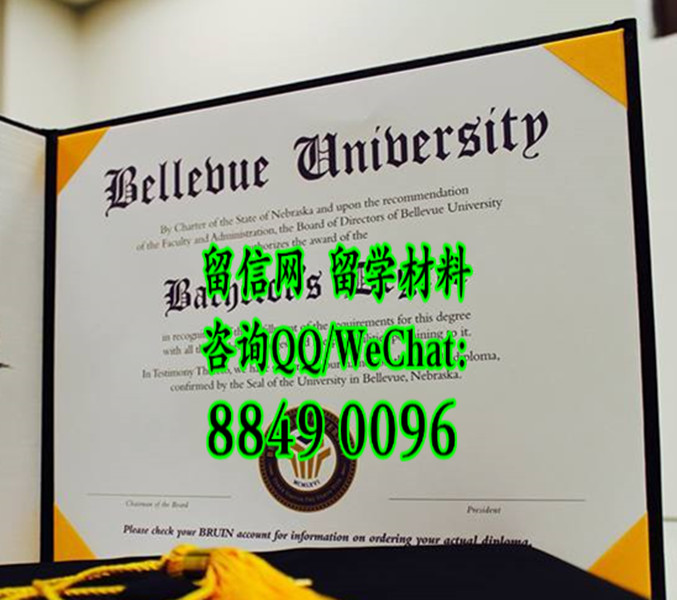 Bellevue University
By Charter of the State of Nebraska and upon the recommendation
of the Faculty and Administration, the Board of Directors of Bellevue University
authorizes the award of the
留信网 留学材料
in recognition the requirements for this degree
with all to it.
咨询QQ/WeChat:
In Testimony diploma,
confirmed by the Seal of the University in Bellevue, Nebraska.
8849 0096
MCMLXVI
Chairman of the Board
President
Please check your BRUIN account for information on ordering your actual diploma.